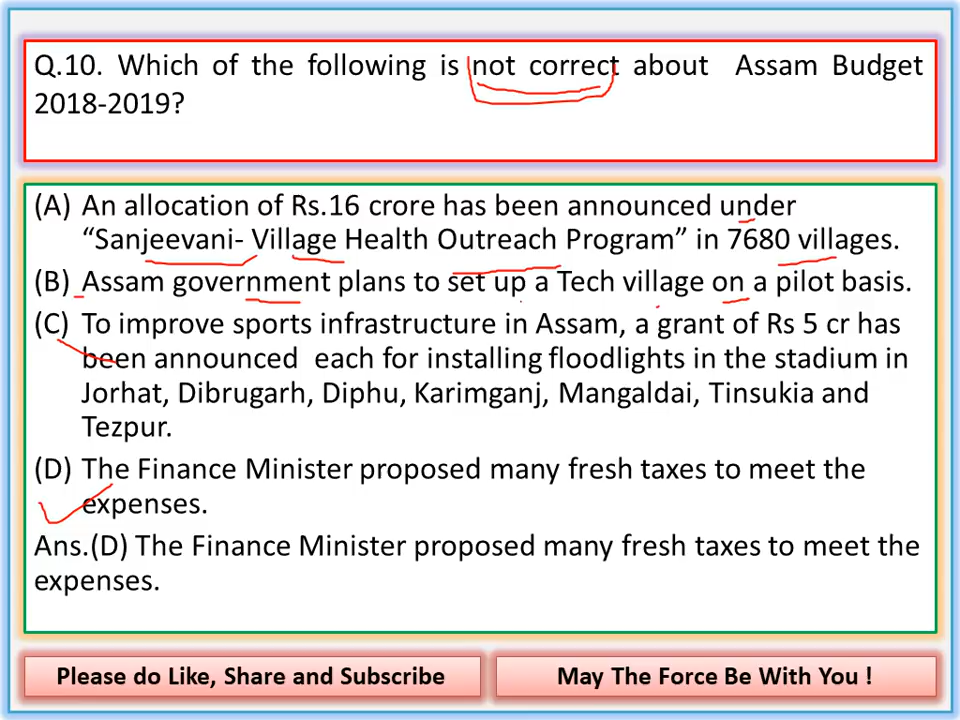 Q.10. Which of the following is not correct about Assam Budget
2018-2019?
(A) An allocation of Rs.16 crore has been announced under
“Sanjeevani- Village Health Outreach Program” in 7680 villages.
(B) Assam government plans to set up a Tech village on a pilot basis.
(C) To improve sports infrastructure in Assam, a grant of Rs 5 cr has
been announced each for installing floodlights in the stadium in
Jorhat, Dibrugarh, Diphu, Karimganj, Mangaldai, Tinsukia and
Tezpur.
(D) The Finance Minister proposed many fresh taxes to meet the
expenses.
Ans.(D) The Finance Minister proposed many fresh taxes to meet the
expenses.
Please do Like, Share and Subscribe
May The Force Be With You !